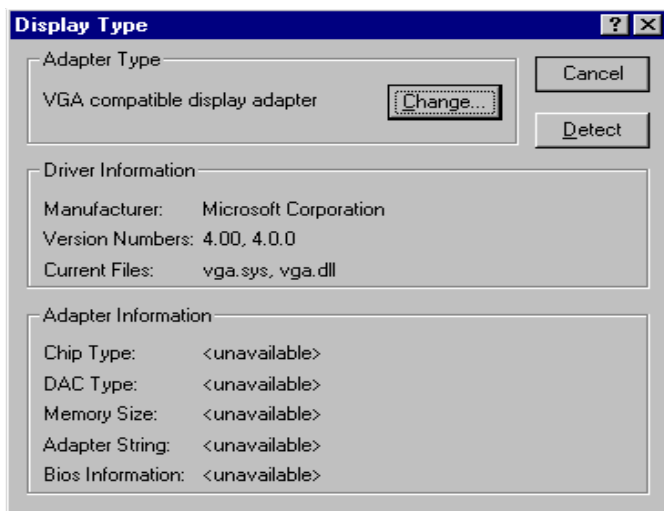 Display Type
Adapter Type
VGA compatible display adapter
Change...
Cancel
Detect
Driver Information
Manufacturer: Microsoft Corporation
Version Numbers: 4.00, 4.0.0
Current Files: vga.sys, vga.dll
Adapter Information
Chip Type: <unavailable>
DAC Type: <unavailable>
Memory Size: <unavailable>
Adapter String: <unavailable>
Bios Information: <unavailable>